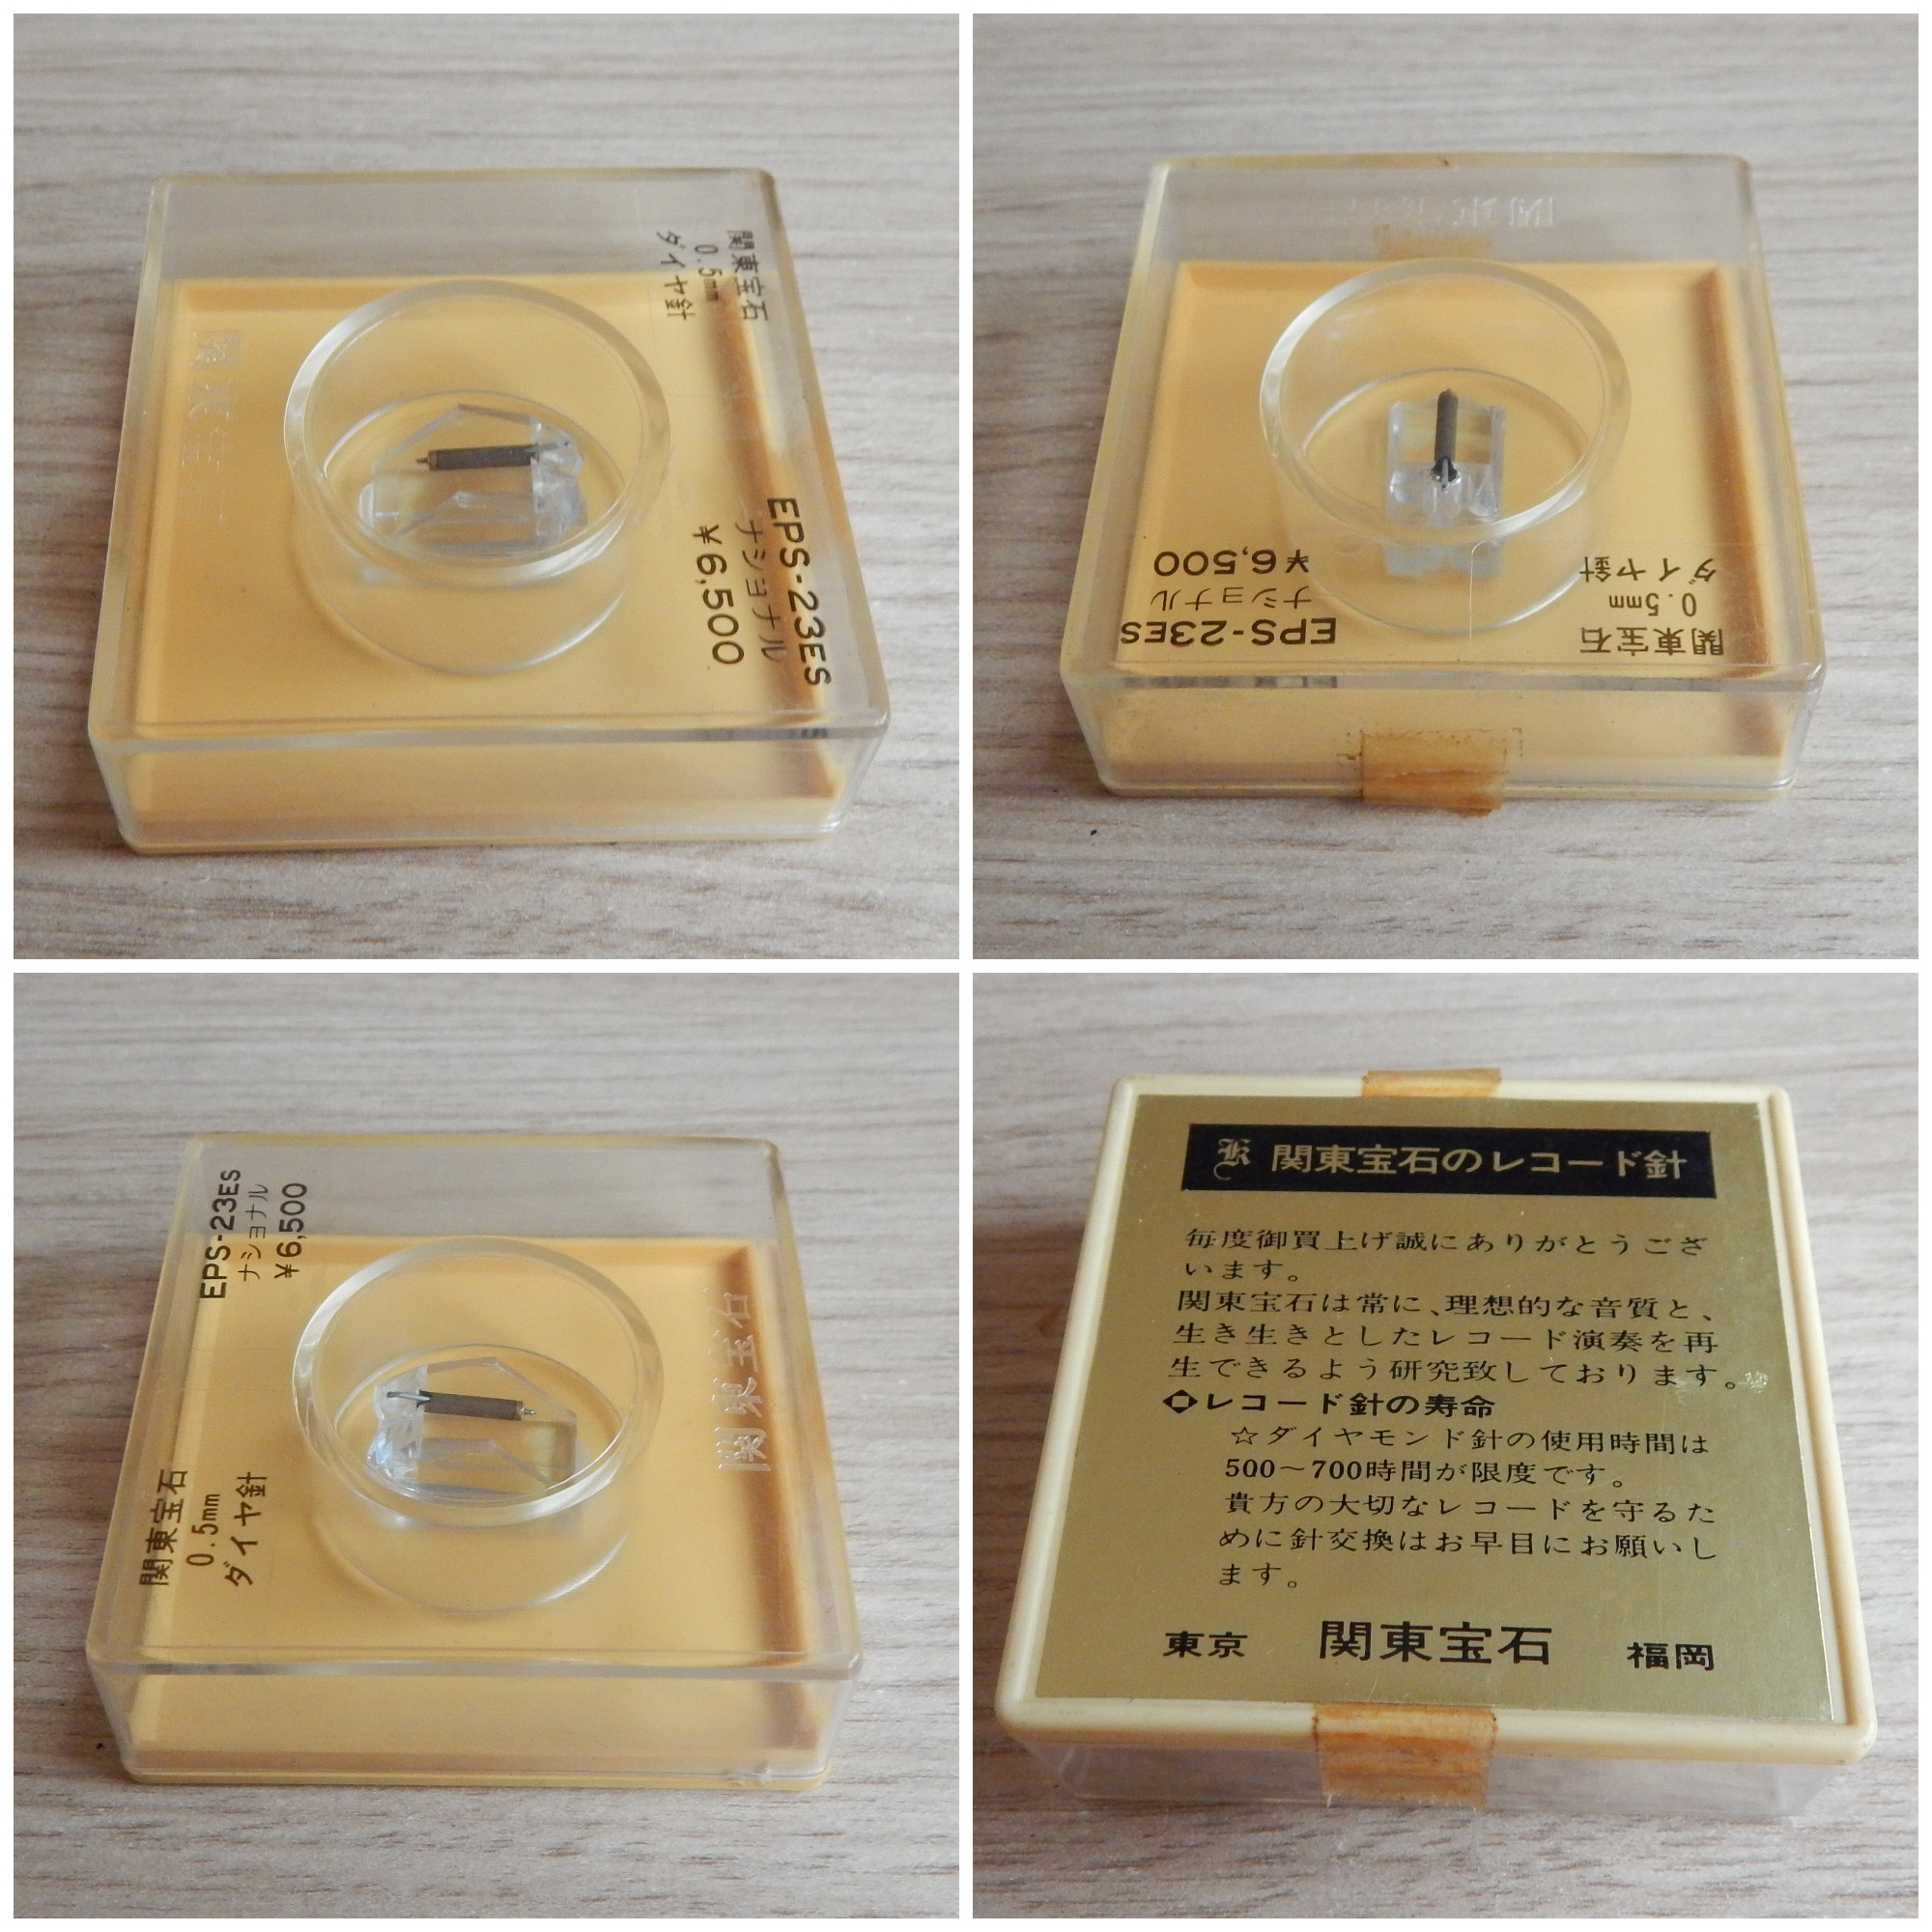 関東宝石
0.5mm
ダイヤ針
EPS-23ES
ナショナル
¥6,500
関東宝
関東宝石
0.5mm
ダイヤ針
EPS-23ES
ナショナル
¥6,500
EPS-23ES
ナショナル
¥6,500
関東宝石
0.5mm
ダイヤ針
関東宝石
K 関東宝石のレコード針
毎度御買上げ誠にありがとうござ
います。
関東宝石は常に、理想的な音質と、
生き生きとしたレコード演奏を再
生できるよう研究致しております。
◆レコード針の寿命
☆ダイヤモンド針の使用時間は
500〜700時間が限度です。
貴方の大切なレコードを守るた
めに針交換はお早目にお願いし
ます。
東京 関東宝石 福岡